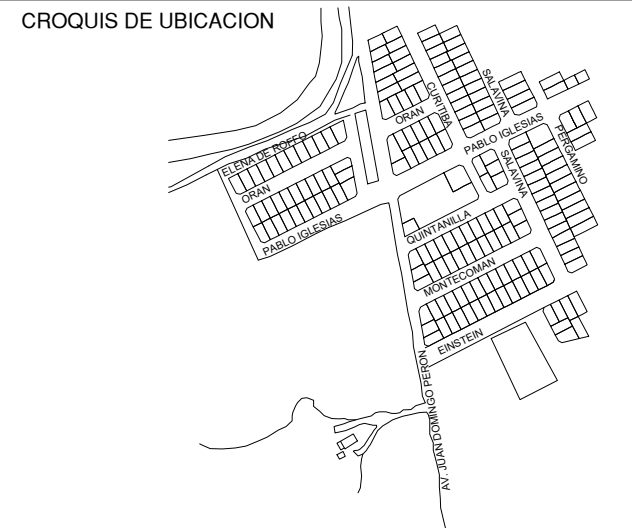 CROQUIS DE UBICACION
SALAVINA
CURITIBA
ORAN
PABLO IGLESIAS
PERGAMINO
ELENA DE ROFFO
SALAVINA
ORAN
PABLO IGLESIAS
QUINTANILLA
MONTECOMAN
EINSTEIN
AV. JUAN DOMINGO PERON